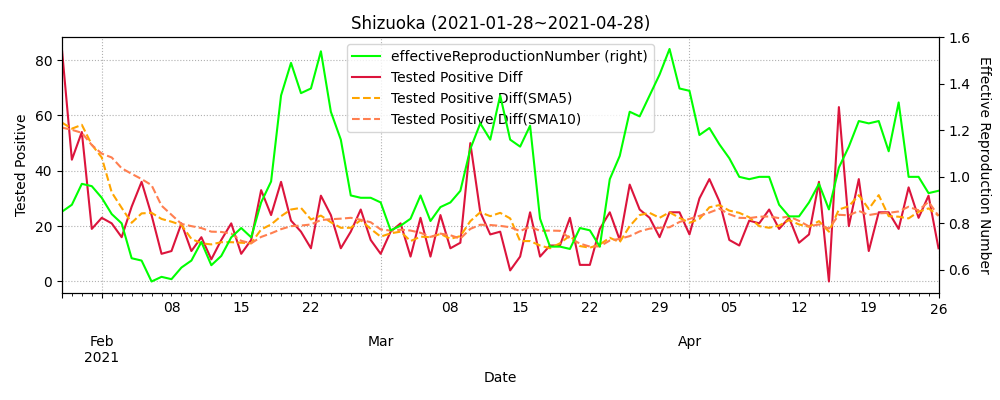 Shizuoka (2021-01-28~2021-04-28)
effectiveReproductionNumber (right)
Tested Positive Diff
Tested Positive Diff(SMA5)
Tested Positive Diff(SMA10)
Tested Positive
80
60
40
20
0
1.6
1.4
1.2
1.0
0.8
0.6
Effective Reproduction Number
08 15 22 08 15 22 29 05 12 19 26
Feb Mar Apr
2021
Date